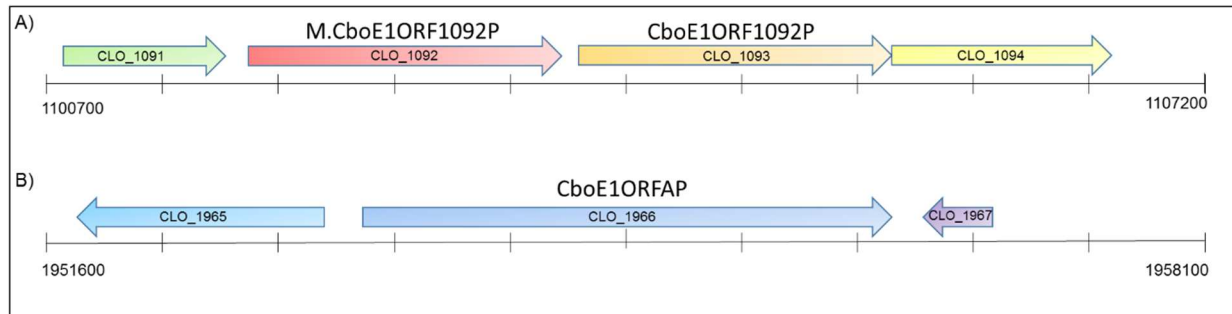 A)
M.CboE1ORF1092P CboE1ORF1092P
CLO_1091 CLO_1092 CLO_1093 CLO_1094
1100700 1107200
B)
CboE1ORFAP
CLO_1965 CLO_1966 CLO_1967
1951600 1958100